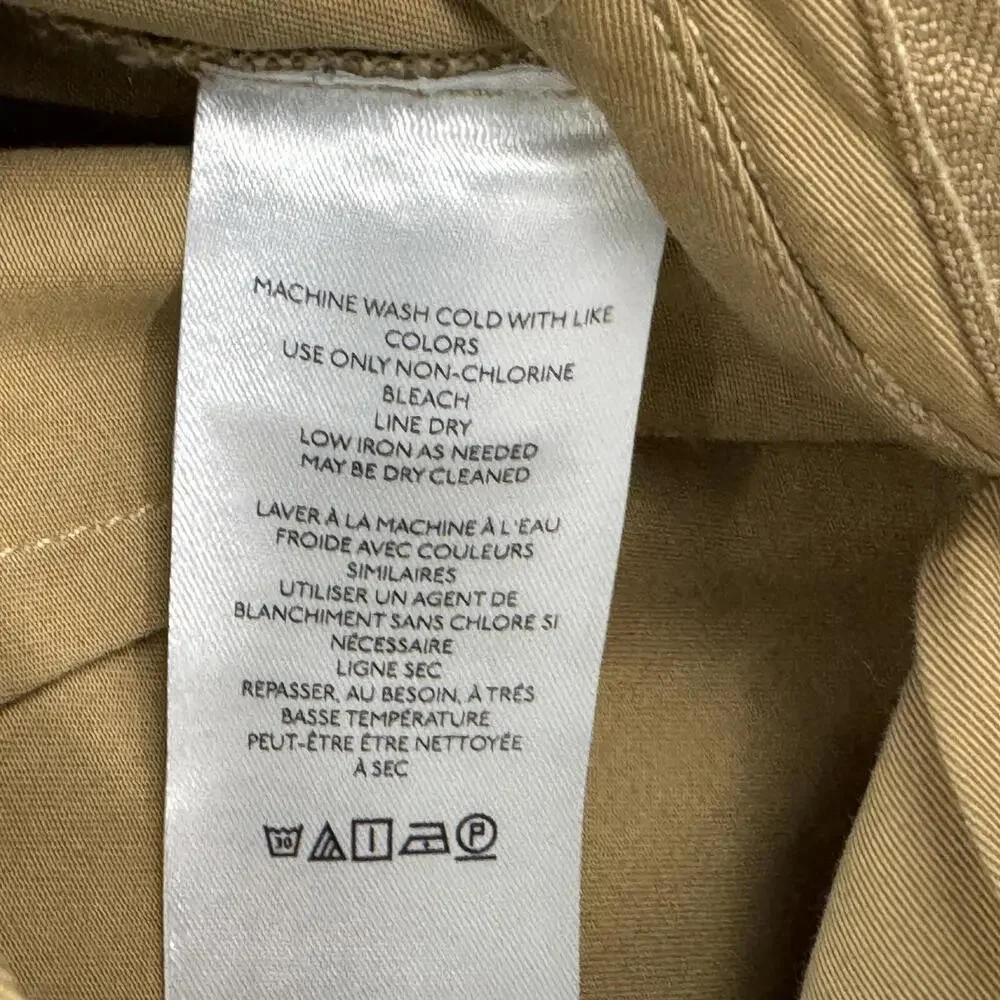 MACHINE WASH COLD WITH LIKE
COLORS
USE ONLY NON-CHLORINE
BLEACH
LINE DRY
LOW IRON AS NEEDED
MAY BE DRY CLEANED
LAVER À LA MACHINE À L'EAU
FROIDE AVEC COULEURS
SIMILAIRES
UTILISER UN AGENT DE
BLANCHIMENT SANS CHLORE SI
NÉCESSAIRE
LIGNE SEC
REPASSER, AU BESOIN, À TRÉS
BASSE TEMPÉRATURE
PEUT-ÊTRE ÊTRE NETTOYÉE
À SEC
30 P